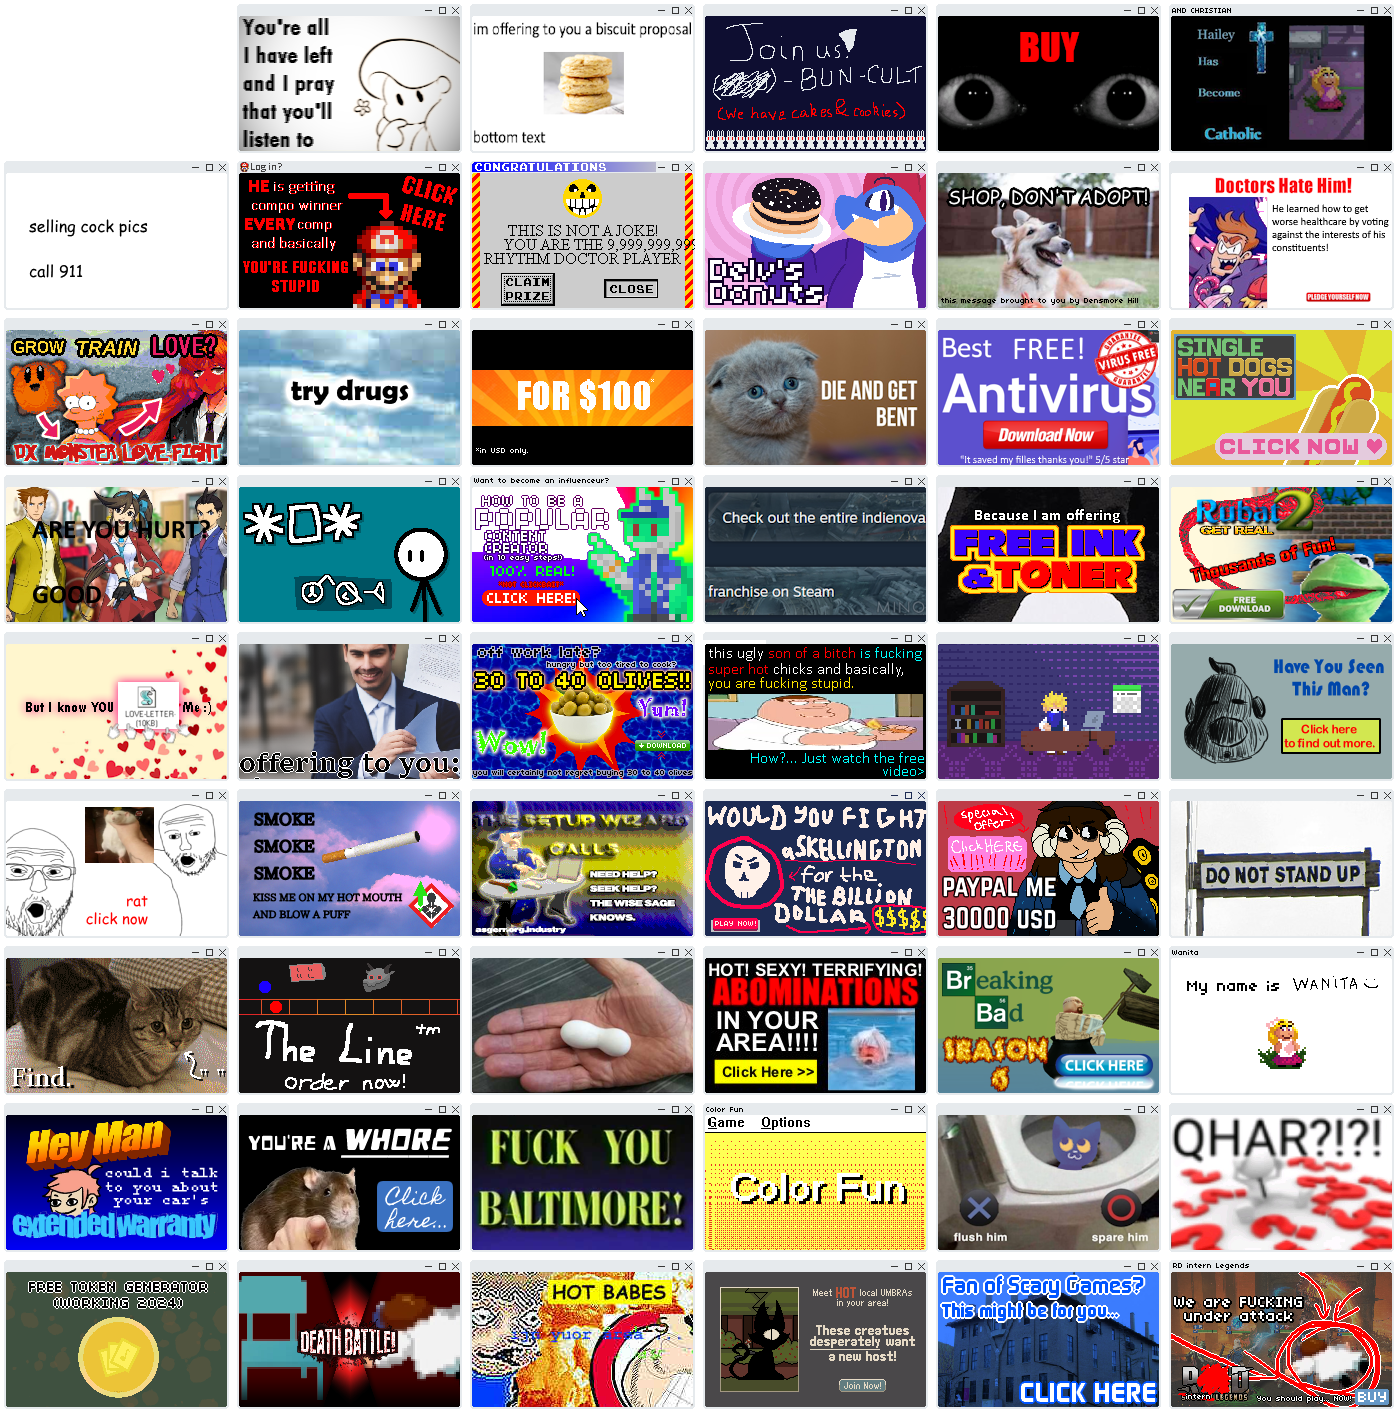 You're all
I have left
and I pray
that you'll
listen to
im offering to you a biscuit proposal
bottom text
Join us!
-BUN-CULT
(we have cakes & cookies)
BUY
AND CHRISTIAN
Hailey
Has
Become
Catholic
selling cock pics
call 911
Log in?
HE is getting
compo winner
EVERY comp
and basically
YOU'RE FUCKING
STUPID
CLICK
HERE
CONGRATULATIONS
THIS IS NOT A JOKE!
YOU ARE THE 9,999,999,99
RHYTHM DOCTOR PLAYER
CLAIM
PRIZE
CLOSE
Delv's
Donuts
SHOP, DON'T ADOPT!
this message brought to you by Densmore Hill
Doctors Hate Him!
He learned how to get
worse healthcare by voting
against the interests of his
constituents!
PLEDGE YOURSELF NOW
GROW TRAIN LOVE?
DX MONSTER LOVE-FIGHT
try drugs
FOR $100*
*in USD only.
DIE AND GET
BENT
Best FREE!
Antivirus
GUARANTEE
VIRUS FREE
GUARANTEE
Download Now
"It saved my filles thanks you!" 5/5 star
SINGLE
HOT DOGS
NEAR YOU
CLICK NOW
ARE YOU HURT?
GOOD
Want to become an influenceur?
HOW TO BE A
POPULAR
CONTENT
CREATOR
(in 10 easy steps!)
100% REAL!
*NOT CLICKBAIT*
CLICK HERE!
Check out the entire indienova
franchise on Steam
MINO
Because I am offering
FREE INK
& TONER
Rubat 2
GET REAL
Thousands of Fun!
FREE
DOWNLOAD
But I know YOU
LOVE-LETTER-
(10KB)
Me :)
offering to you:
off work late?
hungry but too tired to cook?
30 TO 40 OLIVES!!
Yum!
Wow!
DOWNLOAD
you will certainly not regret buying 30 to 40 olives
this ugly son of a bitch is fucking
super hot chicks and basically,
you are fucking stupid.
How?... Just watch the free
video>
Have You Seen
This Man?
Click here
to find out more.
rat
click now
SMOKE
SMOKE
SMOKE
KISS ME ON MY HOT MOUTH
AND BLOW A PUFF
THE SETUP WIZARD
CALLS
NEED HELP?
SEEK HELP?
THE WISE SAGE
KNOWS.
asgernorg.industry
WOULD YOU FIGHT
a SKELLINGTON
for the
THE BILLION
DOLLAR $$$$$
PLAY NOW!
special!
offer
Click HERE
PAYPAL ME
30000 USD
DO NOT STAND UP
Find.
The Line™
order now!
HOT! SEXY! TERRIFYING!
ABOMINATIONS
IN YOUR
AREA!!!!
Click Here >>
35
Breaking
56
Bad
SEASON
6
CLICK HERE
Wanita
My name is WANITA
Hey Man
could i talk
to you about
your car's
extended warranty
YOU'RE A WHORE
Click
here...
FUCK YOU
BALTIMORE!
Color Fun
Game Options
Color Fun
flush him
spare him
QHAR?!?!
FREE TOKEN GENERATOR
(WORKING 2024)
DEATH BATTLE!
HOT BABES
iin yuor area
Meet HOT local UMBRAs
in your area!
These creatues
desperately want
a new host!
Join Now!
Fan of Scary Games?
This might be for you...
CLICK HERE
RD intern Legends
We are FUCKING
under attack
intern LEGENDS
You should play.. Now!
BUY